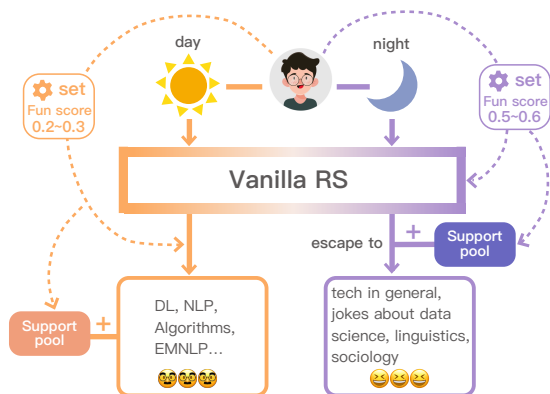 day
night
set
Fun score
0.2~0.3
set
Fun score
0.5~0.6
Vanilla RS
escape to
+
Support
pool
DL, NLP,
Algorithms,
EMNLP...
Support
pool
+
tech in general,
jokes about data
science, linguistics,
sociology